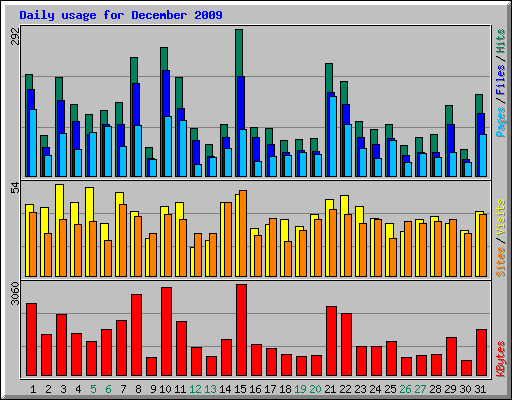 Daily usage for December 2009
292
54
3060
Pages / Files / Hits
Sites / Visits
KBytes
1 2 3 4 5 6 7 8 9 10 11 12 13 14 15 16 17 18 19 20 21 22 23 24 25 26 27 28 29 30 31